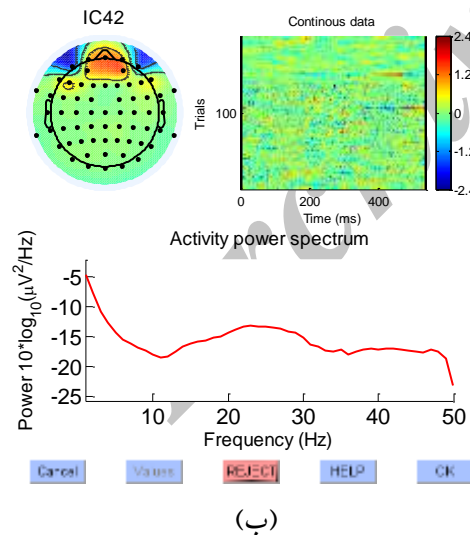 IC42
Continous data
Trials
100
0 200 400
Time (ms)
2.4
1.2
0
-1.
-2.4
Activity power spectrum
Power 10*log₁₀(μV²/Hz)
-5
-10
-15
-20
-25
10 20 30 40 50
Frequency (Hz)
Cancel Values REJECT HELP OK
(ب)